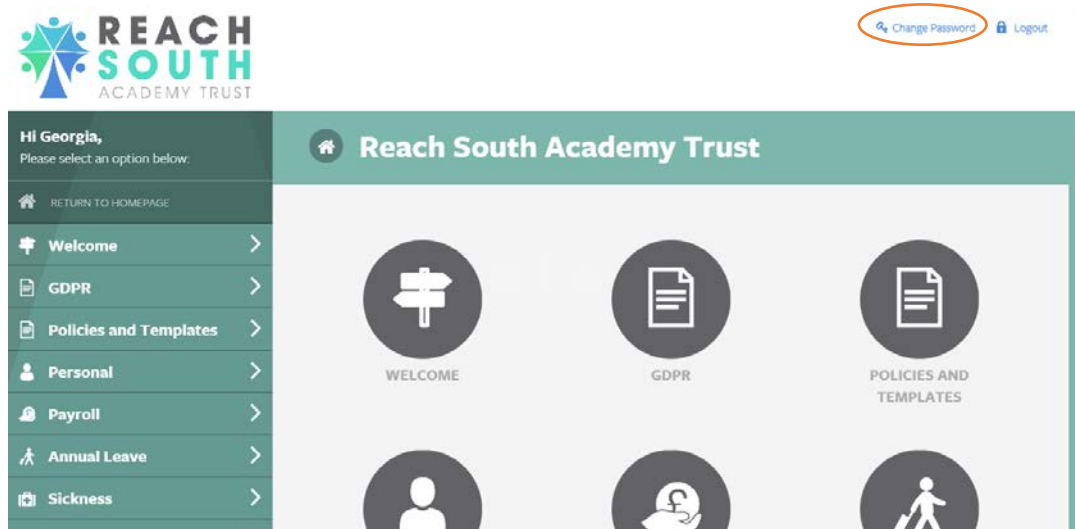 REACH
SOUTH
ACADEMY TRUST
Change Password
Logout
Hi Georgia,
Please select an option below:
RETURN TO HOMEPAGE
Welcome
GDPR
Policies and Templates
Personal
Payroll
Annual Leave
Sickness
Reach South Academy Trust
WELCOME
GDPR
POLICIES AND
TEMPLATES
£